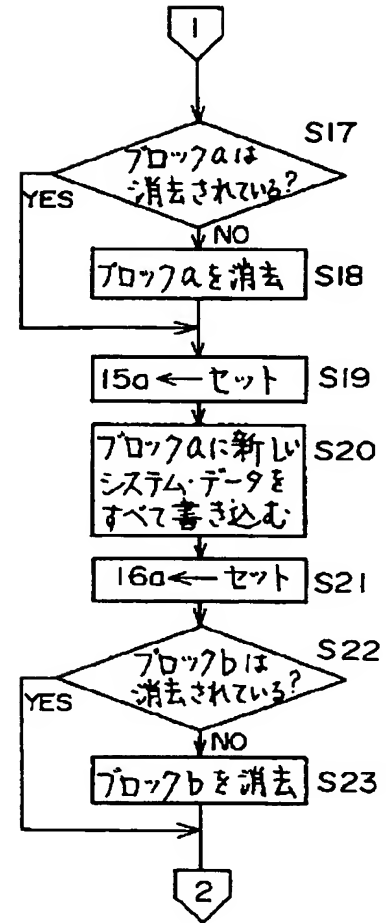 1
S17
ブロックaは
消去されている?
YES
NO
ブロックaを消去
S18
15a←セット
S19
ブロックaに新しい
システム・データを
すべて書き込む
S20
16a←セット
S21
S22
ブロックbは
消去されている?
YES
NO
ブロックbを消去
S23
2